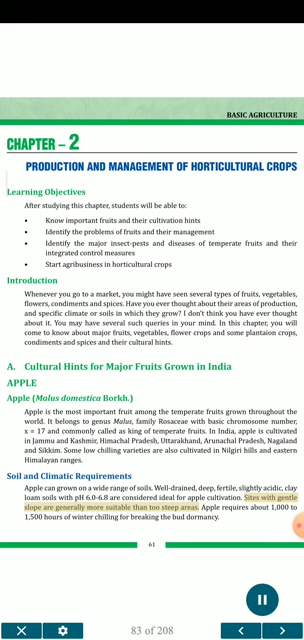 BASIC AGRICULTURE
CHAPTER – 2
PRODUCTION AND MANAGEMENT OF HORTICULTURAL CROPS
Learning Objectives
After studying this chapter, students will be able to:
• Know important fruits and their cultivation hints
• Identify the problems of fruits and their management
• Identify the major insect-pests and diseases of temperate fruits and their
integrated control measures
• Start agribusiness in horticultural crops
Introduction
Whenever you go to a market, you might have seen several types of fruits, vegetables,
flowers, condiments and spices. Have you ever thought about their areas of production,
and specific climate or soils in which they grow? I don't think you have ever thought
about it. You may have several such queries in your mind. In this chapter, you will
come to know about major fruits, vegetables, flower crops and some plantaion crops,
condiments and spices and their cultural hints.
A. Cultural Hints for Major Fruits Grown in India
APPLE
Apple (Malus domestica Borkh.)
Apple is the most important fruit among the temperate fruits grown throughout the
world. It belongs to genus Malus, family Rosaceae with basic chromosome number,
x = 17 and commonly called as king of temperate fruits. In India, apple is cultivated in
Jammu and Kashmir, Himachal Pradesh, Uttarakhand, Arunachal Pradesh, Nagaland
and Sikkim. Some low chilling varieties are also cultivated in Nilgiri hills and eastern
Himalayan ranges.
Soil and Climatic Requirements
Apple can grown on a wide range of soils. Well-drained, deep, fertile, slightly acidic, clay
loam soils with pH 6.0-6.8 are considered ideal for apple cultivation. Sites with gentle
slope are generally more suitable than too steep areas. Apple requires about 1,000 to
1,500 hours of winter chilling for breaking the bud dormancy.
61
83 of 208